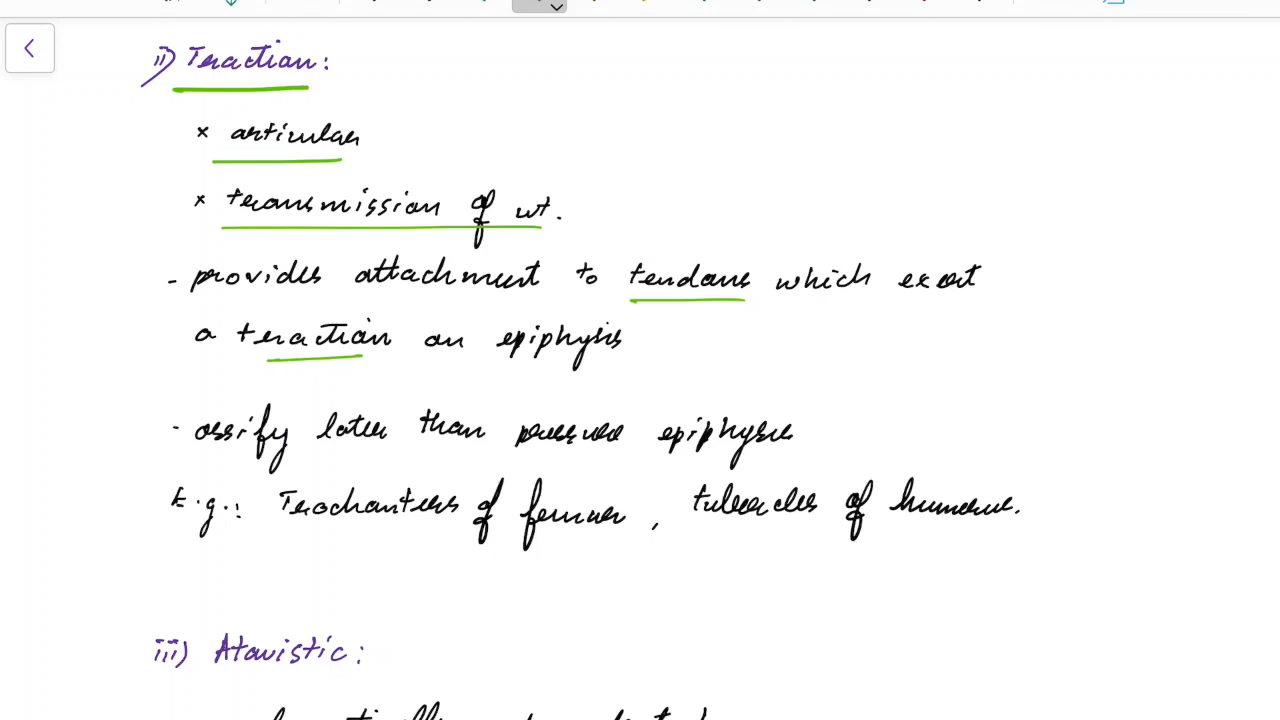 ii) Traction:
× articular
× transmission of wt.
- provides attachment to tendons which exert
a traction on epiphysis
- ossify later than pressure epiphysis
E.g.: Trochanters of femur, tubercles of humerus.
iii) Atavistic: